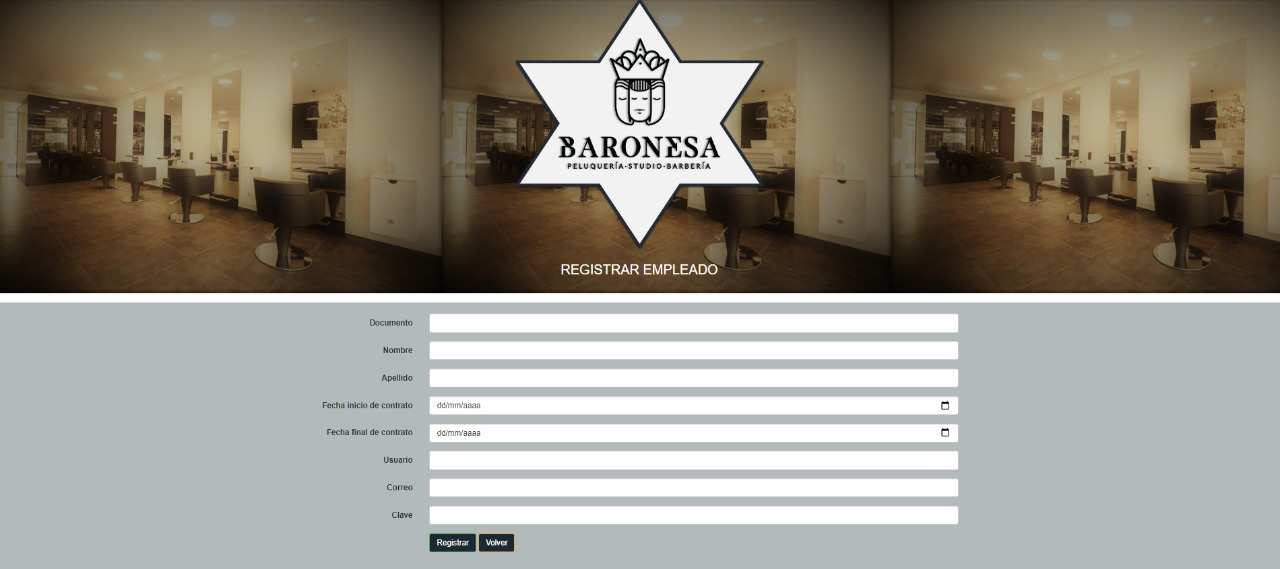 BARONESA
PELUQUERÍA-STUDIO-BARBERÍA
REGISTRAR EMPLEADO
Documento
Nombre
Apellido
Fecha inicio de contrato dd/mm/aaaa
Fecha final de contrato dd/mm/aaaa
Usuario
Correo
Clave
Registrar Volver